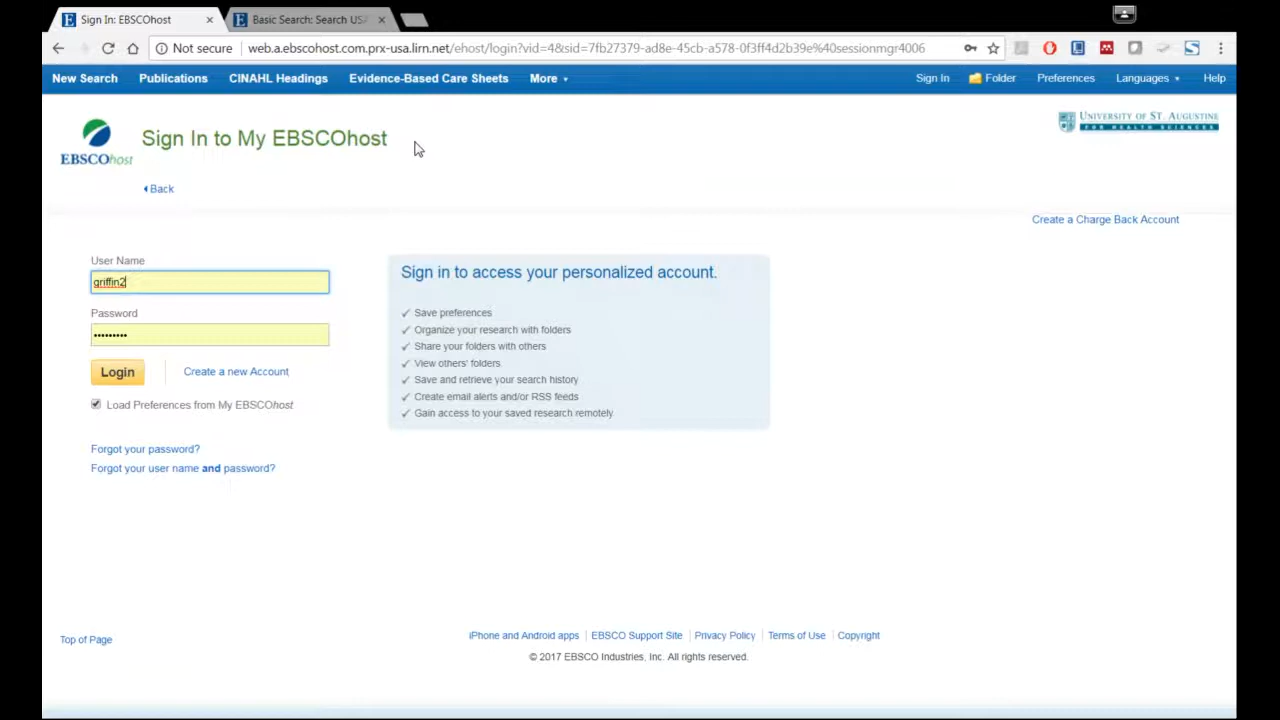 Sign In: EBSCOhost
Basic Search: Search USA
Not secure
web.a.ebscohost.com.prx-usa.lirn.net/ehost/login?vid=4&sid=7fb27379-ad8e-45cb-a578-0f3ff4d2b39e%40sessionmgr4006
New Search Publications CINAHL Headings Evidence-Based Care Sheets More Sign In Folder Preferences Languages Help
EBSCOhost
Sign In to My EBSCOhost
UNIVERSITY OF ST. AUGUSTINE
FOR HEALTH SCIENCES
Back
Create a Charge Back Account
User Name
griffin2
Password
•••••••••
Login
Create a new Account
Load Preferences from My EBSCOhost
Forgot your password?
Forgot your user name and password?
Sign in to access your personalized account.
✓ Save preferences
✓ Organize your research with folders
✓ Share your folders with others
✓ View others' folders
✓ Save and retrieve your search history
✓ Create email alerts and/or RSS feeds
✓ Gain access to your saved research remotely
Top of Page
iPhone and Android apps | EBSCO Support Site | Privacy Policy | Terms of Use | Copyright
© 2017 EBSCO Industries, Inc. All rights reserved.